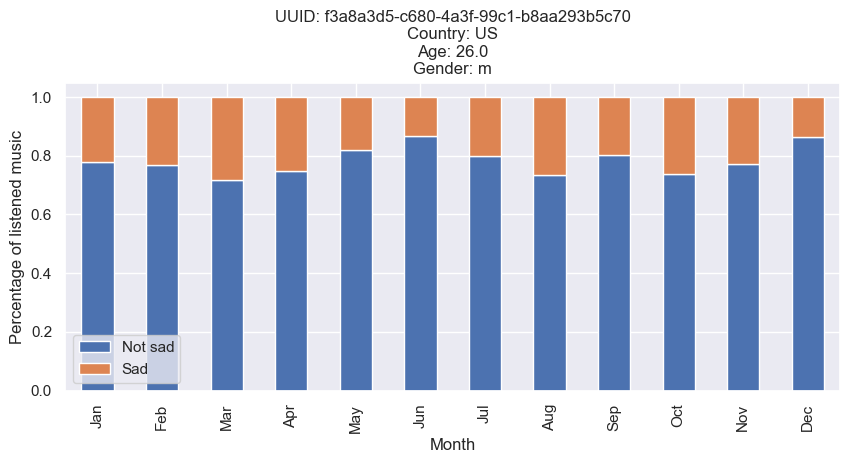 UUID: f3a8a3d5-c680-4a3f-99c1-b8aa293b5c70
Country: US
Age: 26.0
Gender: m
Percentage of listened music
1.0
0.8
0.6
0.4
0.2
0.0
Not sad
Sad
Jan
Feb
Mar
Apr
May
Jun
Jul
Aug
Sep
Oct
Nov
Dec
Month